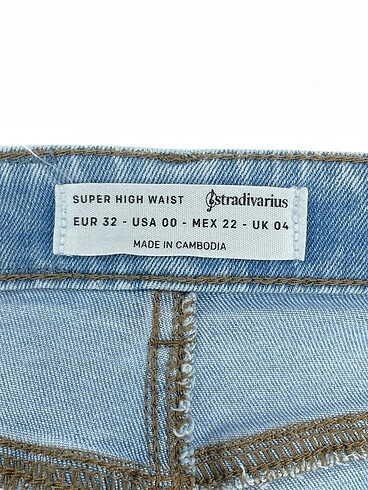 SUPER HIGH WAIST stradivarius
EUR 32 - USA 00 - MEX 22 - UK 04
MADE IN CAMBODIA